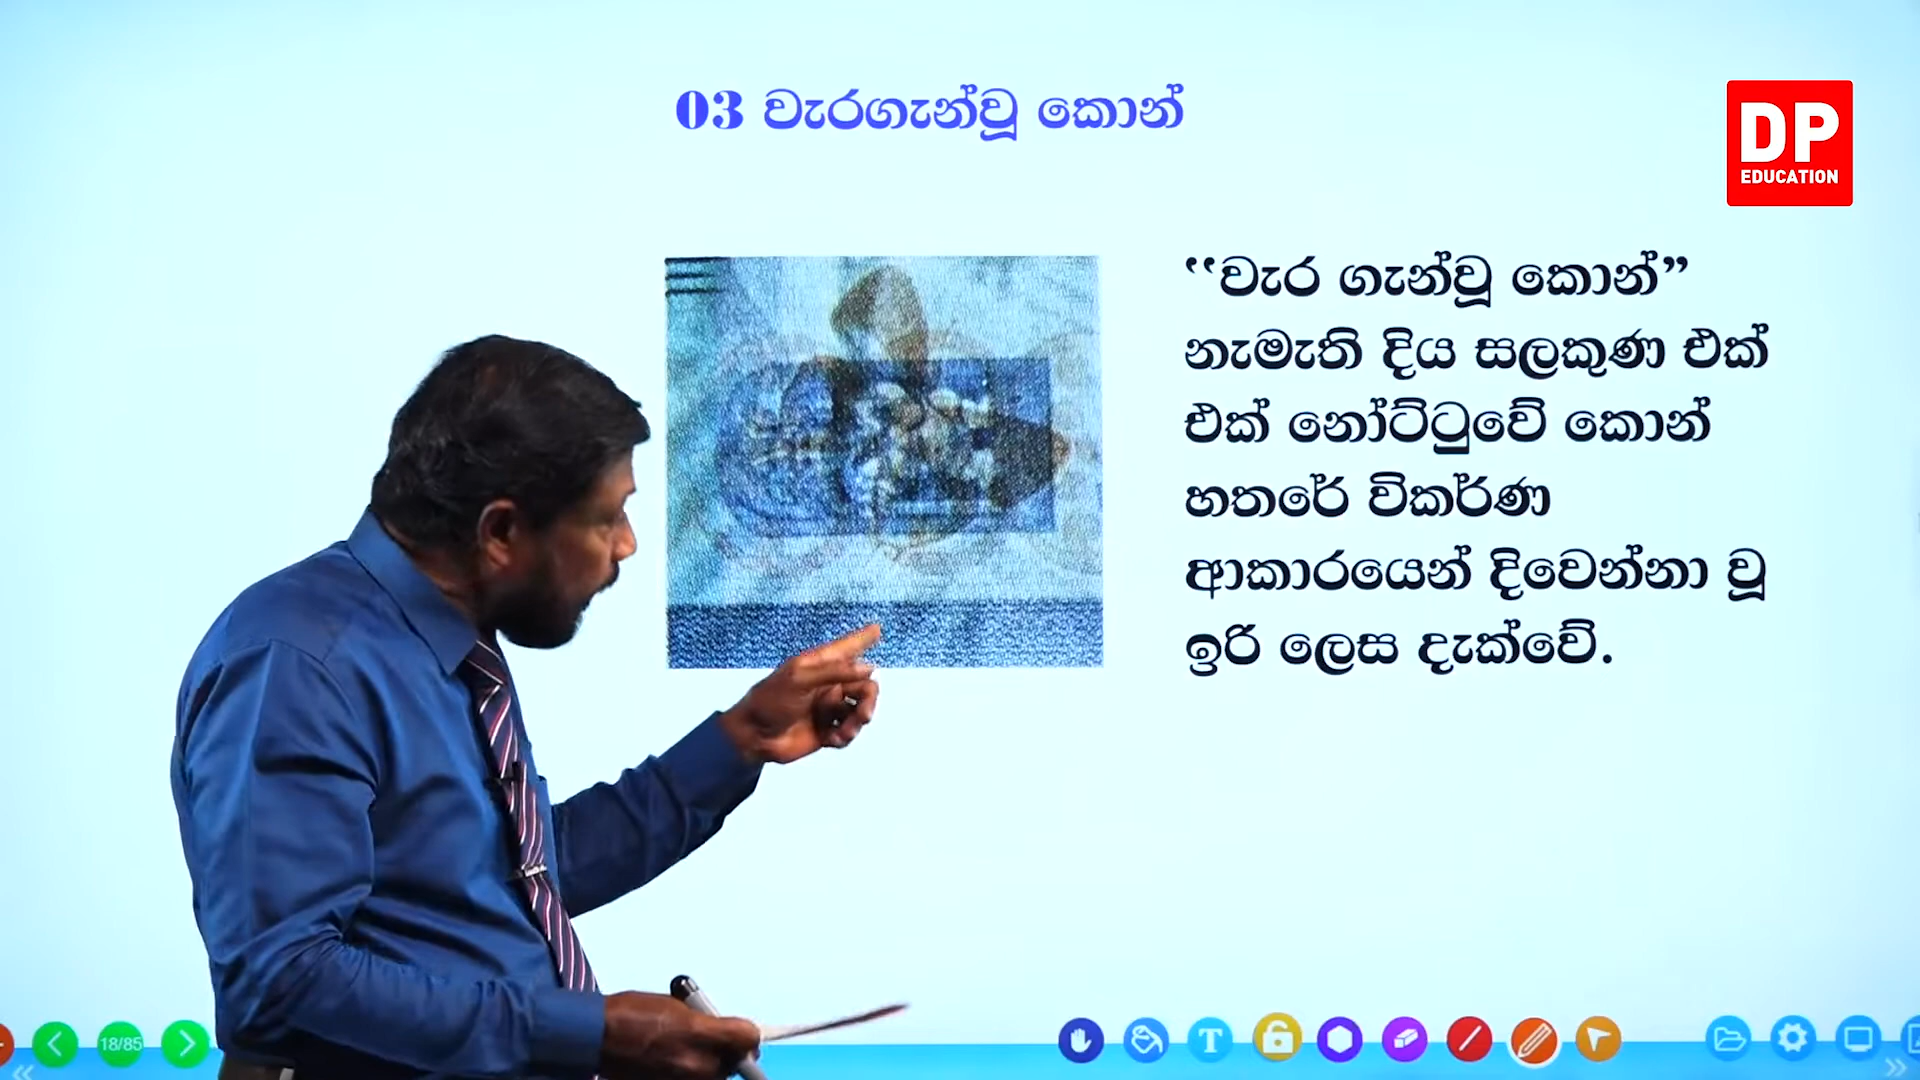 03 වැරගැන්වූ කොන්
DP
EDUCATION
“වැර ගැන්වූ කොන්”
නැමැති දිය සලකුණ එක්
එක් නෝට්ටුවේ කොන්
හතරේ විකර්ණ
ආකාරයෙන් දිවෙන්නා වූ
ඉරි ලෙස දැක්වේ.
18/85
T